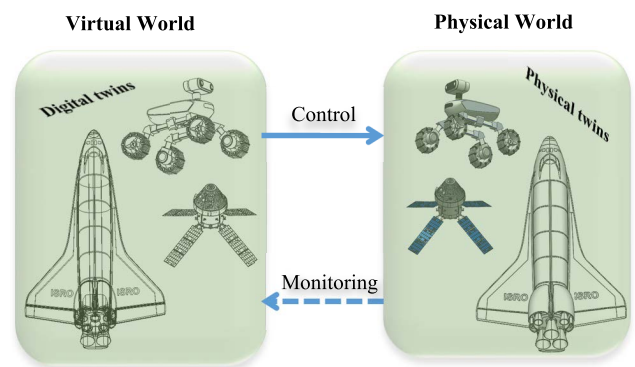 Virtual World
Physical World
Digital twins
Physical twins
Control
Monitoring
ISRO
ISRO
ISRO
ISRO